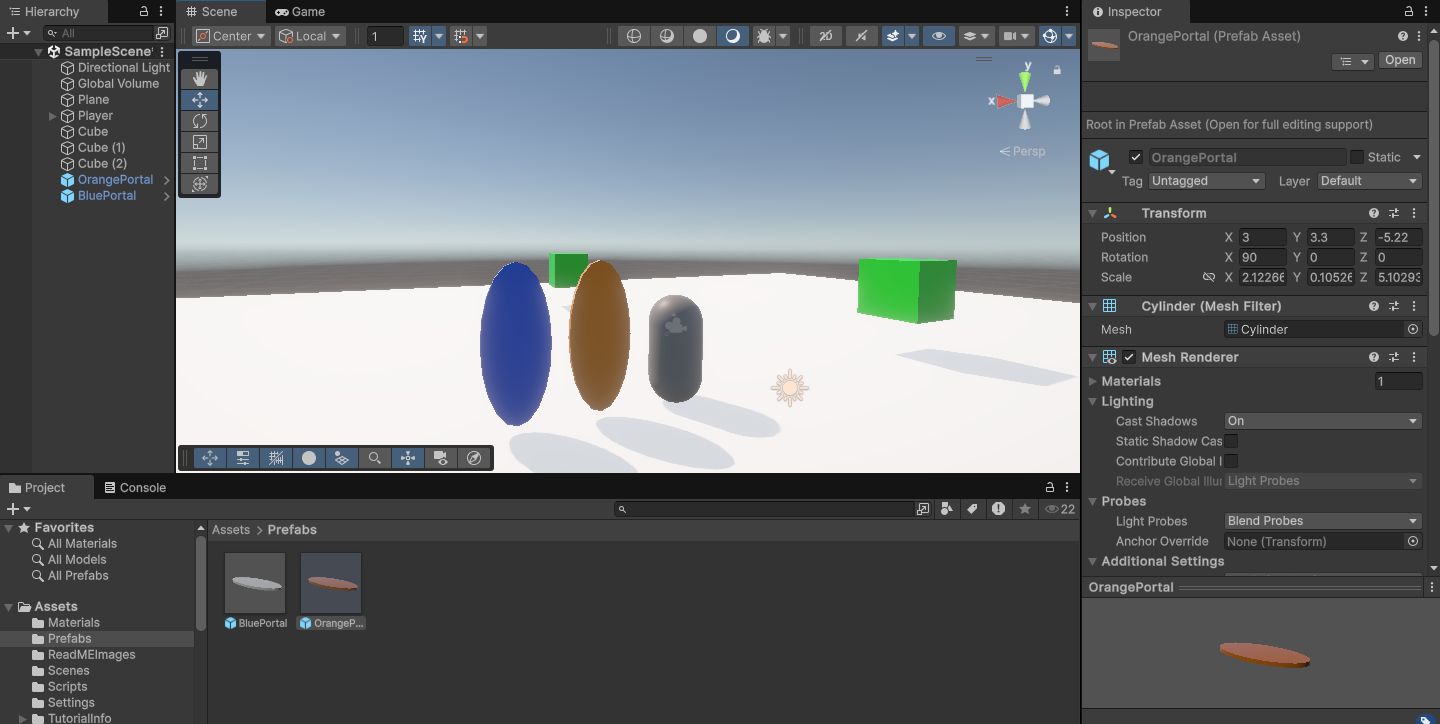 Hierarchy
All
SampleScene*
Directional Light
Global Volume
Plane
Player
Cube
Cube (1)
Cube (2)
OrangePortal
BluePortal
Scene
Game
Center
Local
1
2D
y
x
Persp
Inspector
OrangePortal (Prefab Asset)
Open
Root in Prefab Asset (Open for full editing support)
OrangePortal
Static
Tag
Untagged
Layer
Default
Transform
Position X 3 Y 3.3 Z -5.22
Rotation X 90 Y 0 Z 0
Scale X 2.12266 Y 0.10526 Z 5.10293
Cylinder (Mesh Filter)
Mesh Cylinder
Mesh Renderer
Materials 1
Lighting
Cast Shadows On
Static Shadow Cas
Contribute Global I
Receive Global Illur Light Probes
Probes
Light Probes Blend Probes
Anchor Override None (Transform)
Additional Settings
OrangePortal
Project
Console
22
Favorites
All Materials
All Models
All Prefabs
Assets
Materials
Prefabs
ReadMEImages
Scenes
Scripts
Settings
TutorialInfo
Assets > Prefabs
BluePortal
OrangeP...